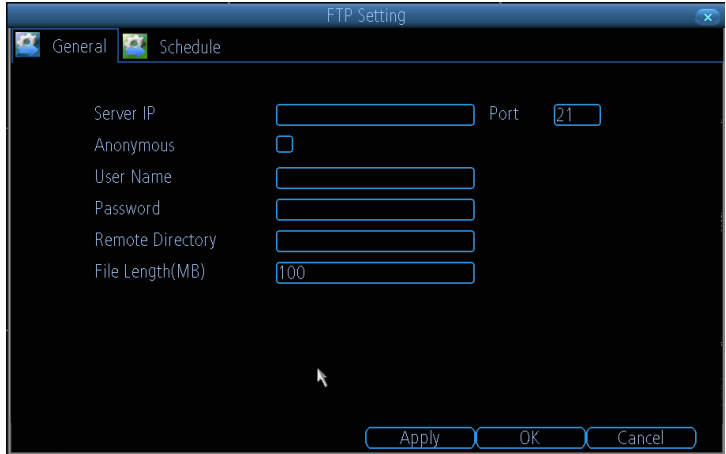 FTP Setting
General Schedule
Server IP Port 21
Anonymous
User Name
Password
Remote Directory
File Length(MB) 100
Apply OK Cancel